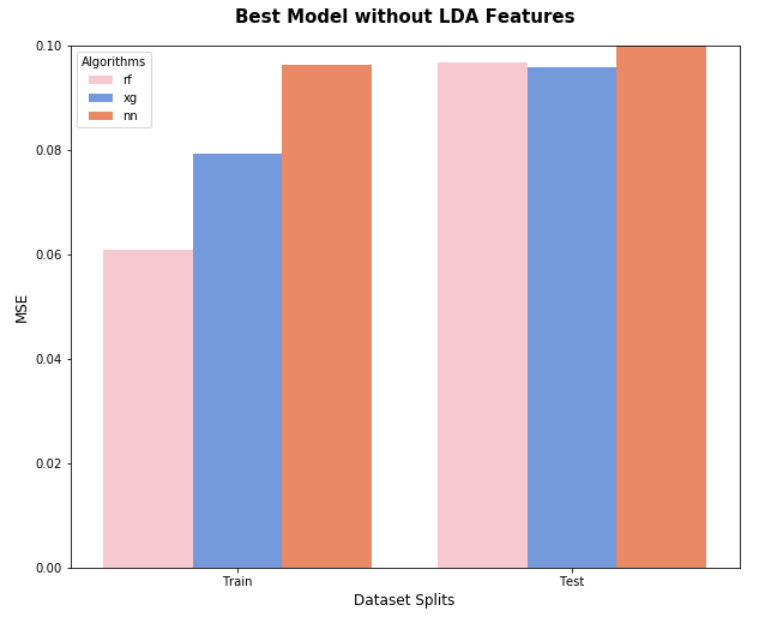 Best Model without LDA Features
0.10
0.08
0.06
0.04
0.02
0.00
MSE
Algorithms
rf
xg
nn
Train
Test
Dataset Splits